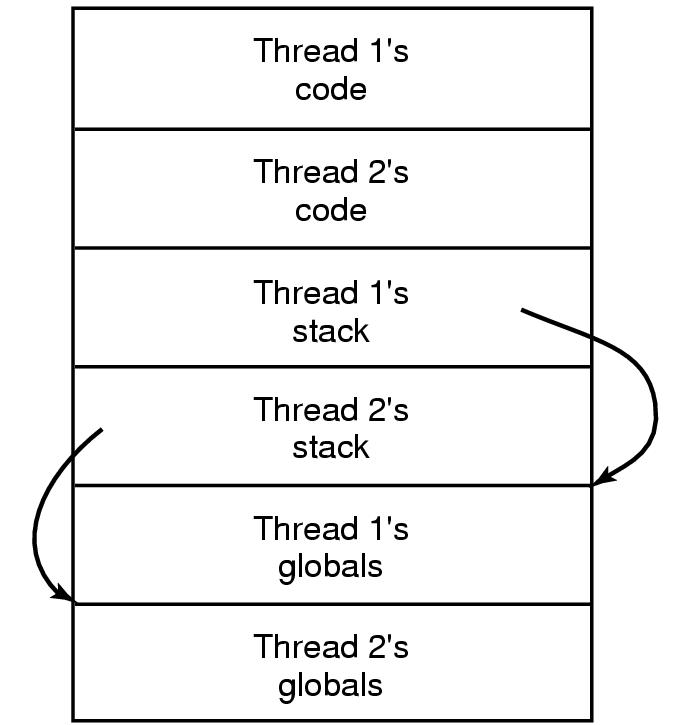 Thread 1's
code
Thread 2's
code
Thread 1's
stack
Thread 2's
stack
Thread 1's
globals
Thread 2's
globals